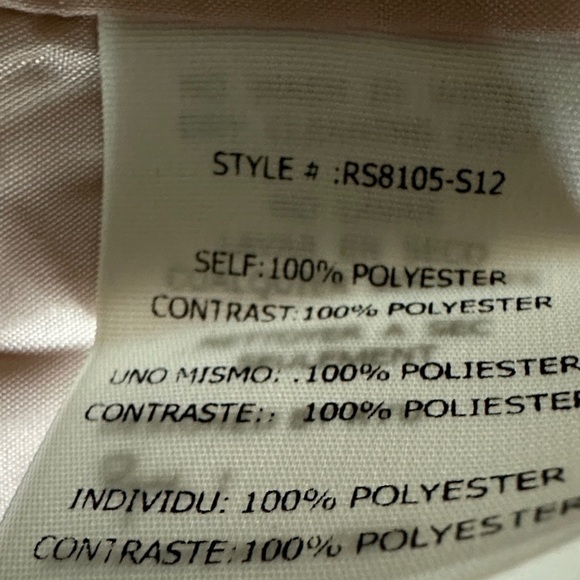 STYLE # :RS8105-S12
SELF:100% POLYESTER
CONTRAST:100% POLYESTER
UNO MISMO: .100% POLIESTER
CONTRASTE:: 100% POLIESTER
INDIVIDU: 100% POLYESTER
CONTRASTE:100% POLYESTER